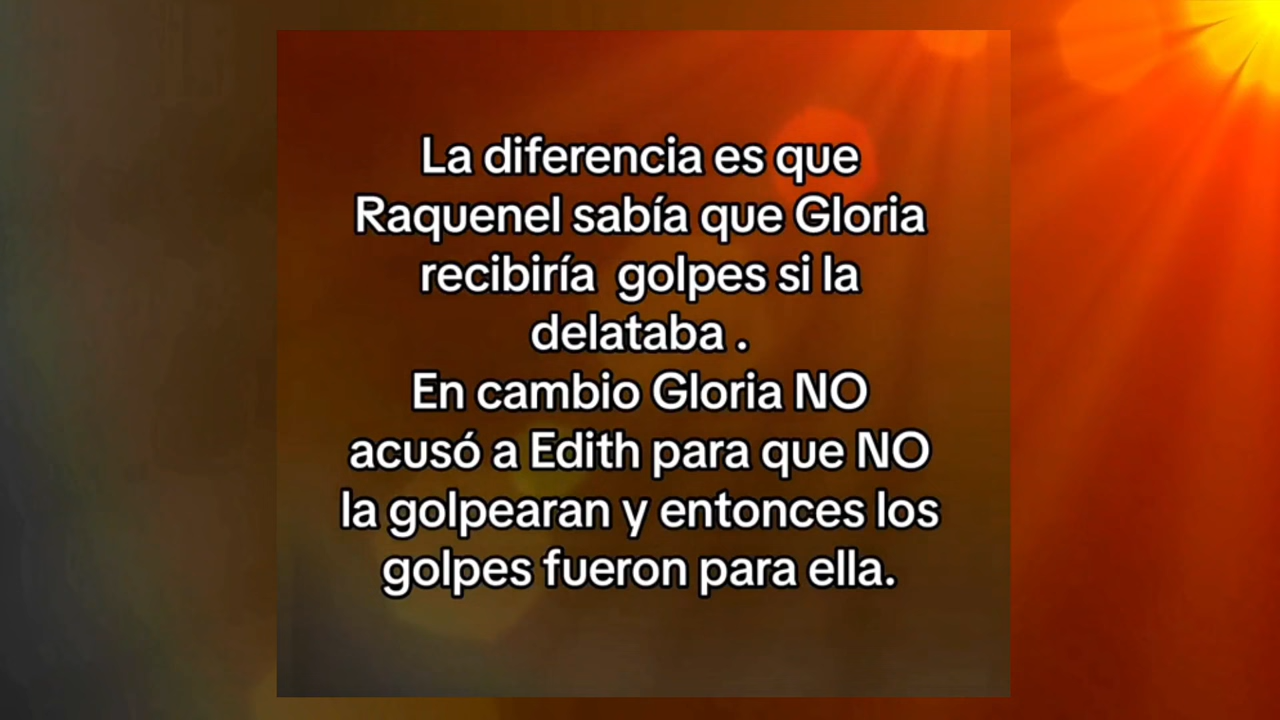 La diferencia es que
Raquenel sabía que Gloria
recibiría  golpes si la
delataba .
En cambio Gloria NO
acusó a Edith para que NO
la golpearan y entonces los
golpes fueron para ella.